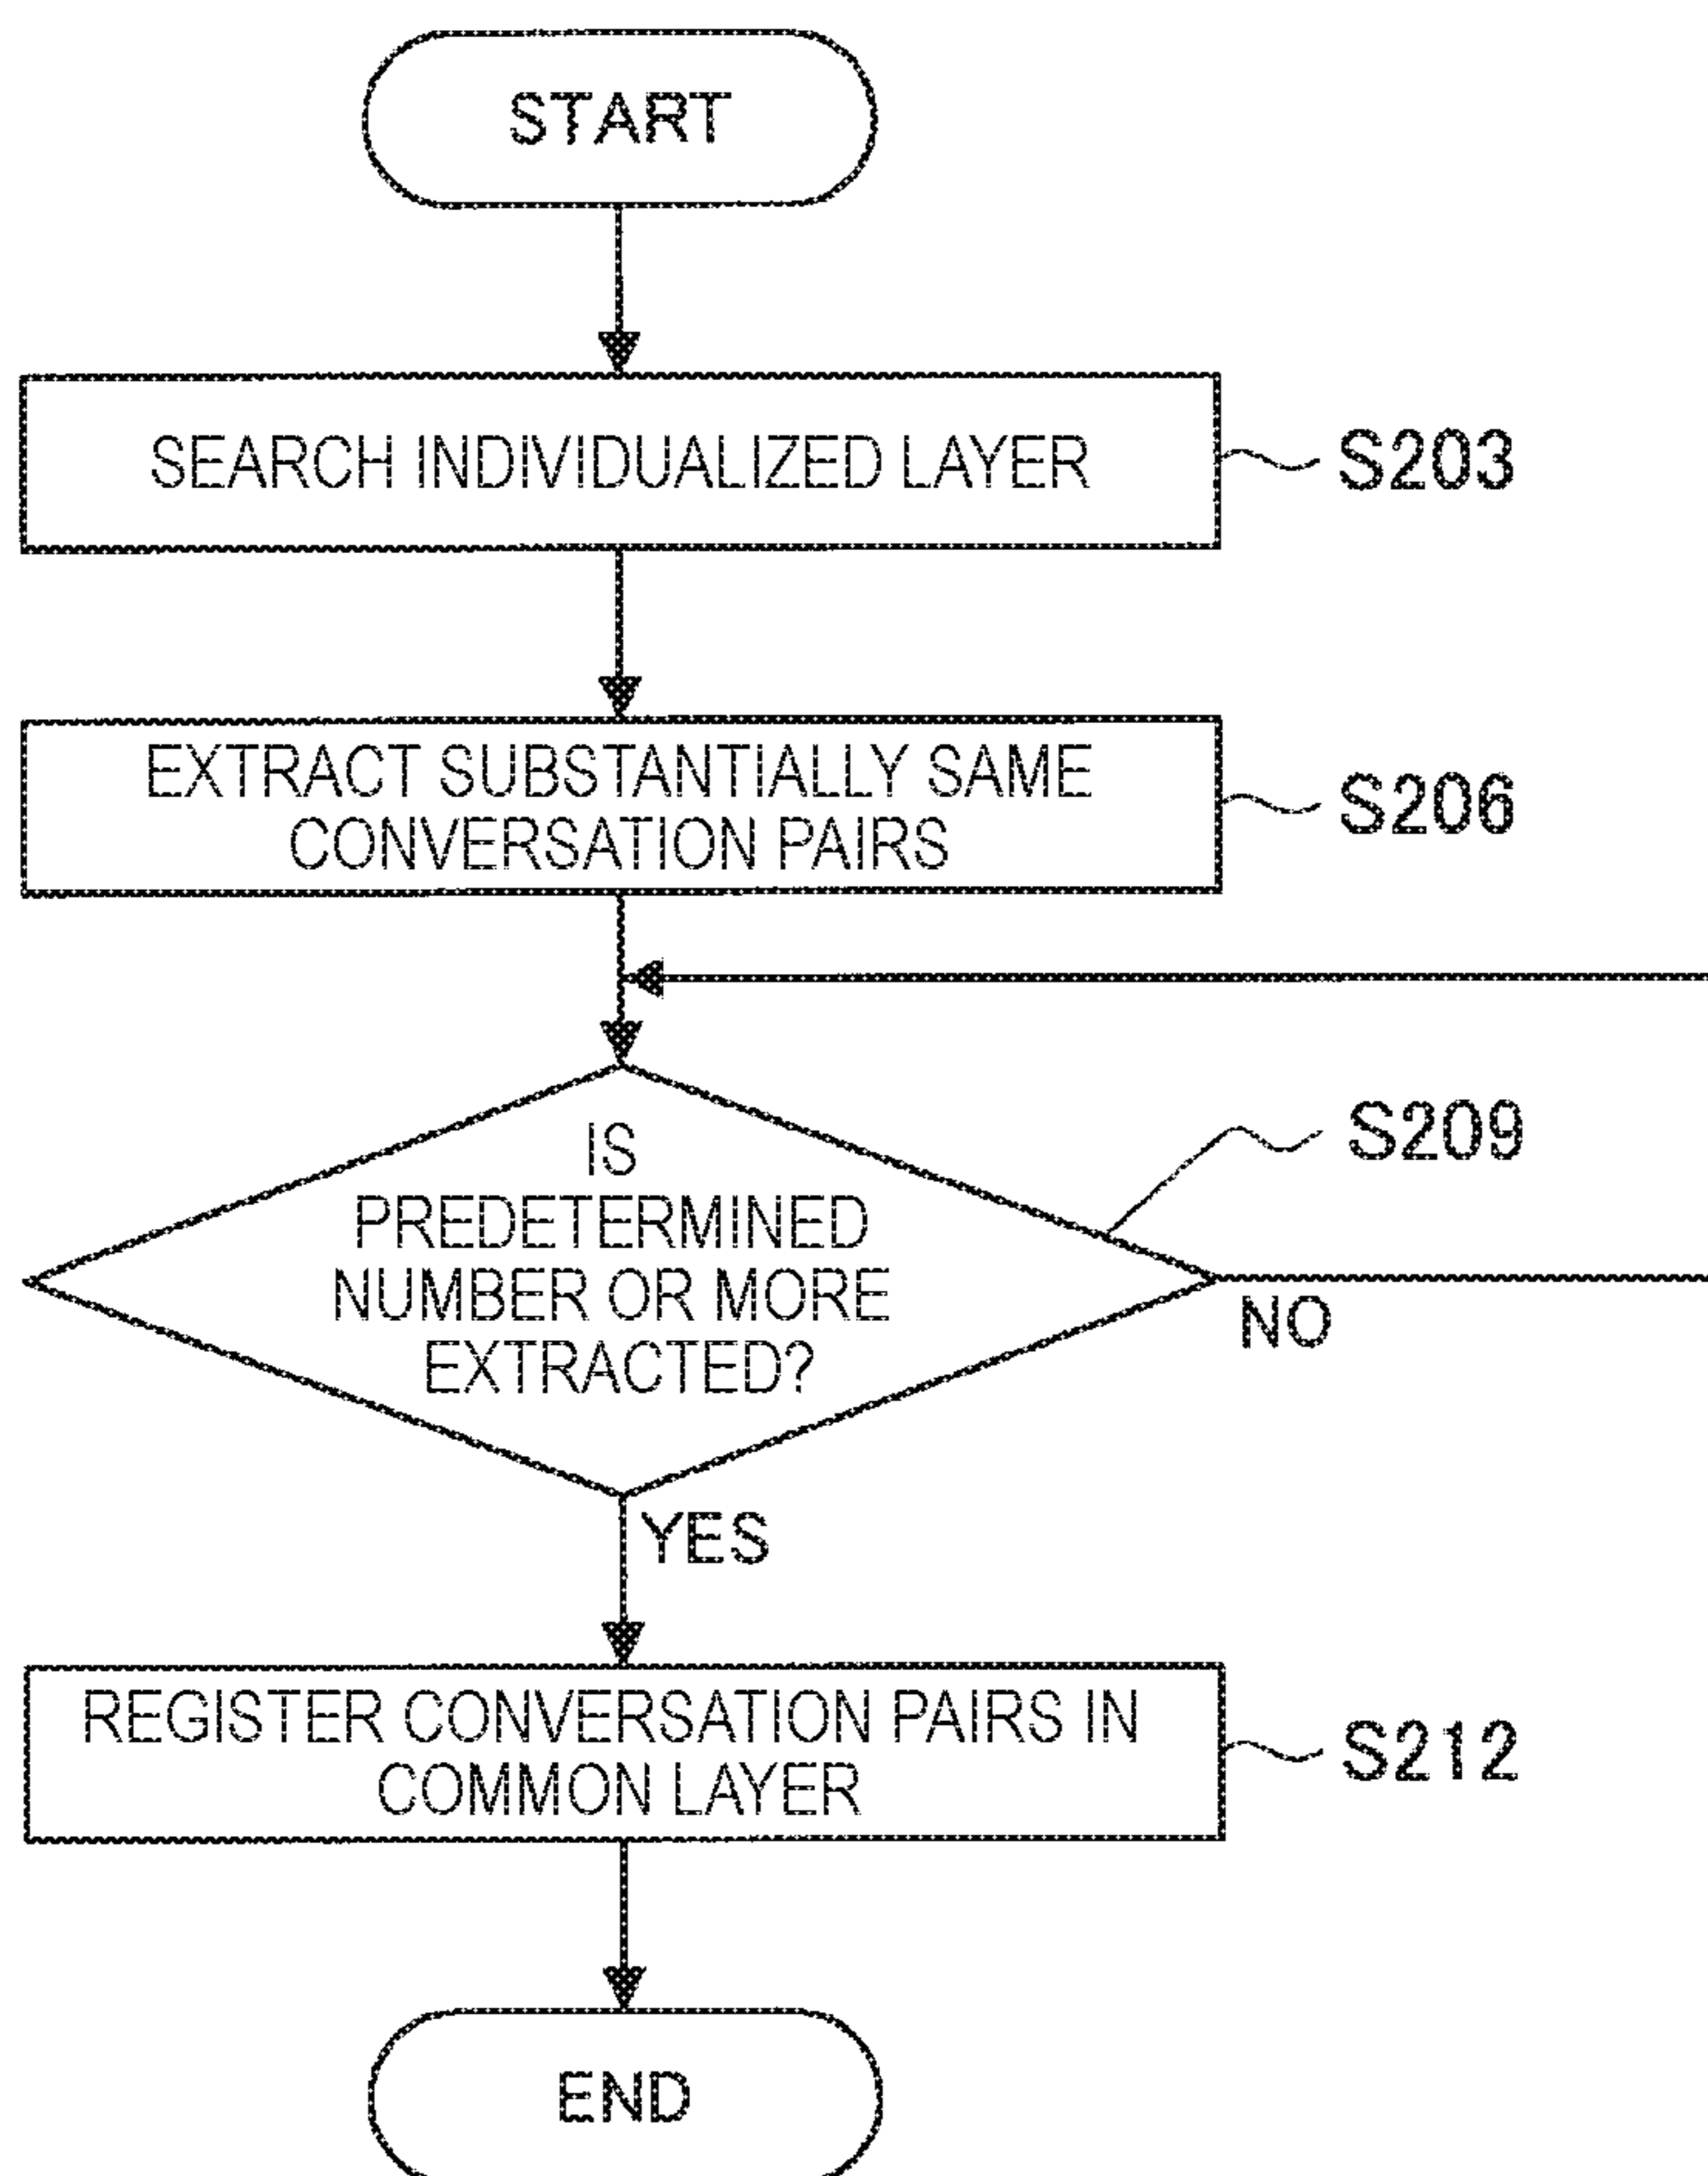 START
SEARCH INDIVIDUALIZED LAYER
S203
EXTRACT SUBSTANTIALLY SAME
CONVERSATION PAIRS
S206
IS
PREDETERMINED
NUMBER OR MORE
EXTRACTED?
S209
NO
YES
REGISTER CONVERSATION PAIRS IN
COMMON LAYER
S212
END